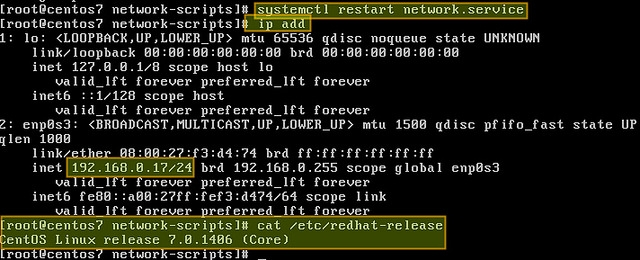 [root@centos7 network-scripts]# systemctl restart network.service
[root@centos7 network-scripts]# ip add
1: lo: <LOOPBACK,UP,LOWER_UP> mtu 65536 qdisc noqueue state UNKNOWN
link/loopback 00:00:00:00:00:00 brd 00:00:00:00:00:00
inet 127.0.0.1/8 scope host lo
valid_lft forever preferred_lft forever
inet6 ::1/128 scope host
valid_lft forever preferred_lft forever
2: enp0s3: <BROADCAST,MULTICAST,UP,LOWER_UP> mtu 1500 qdisc pfifo_fast state UP
qlen 1000
link/ether 08:00:27:f3:d4:74 brd ff:ff:ff:ff:ff:ff
inet 192.168.0.17/24 brd 192.168.0.255 scope global enp0s3
valid_lft forever preferred_lft forever
inet6 fe80::a00:27ff:fef3:d474/64 scope link
valid_lft forever preferred_lft forever
[root@centos7 network-scripts]# cat /etc/redhat-release
CentOS Linux release 7.0.1406 (Core)
[root@centos7 network-scripts]# _